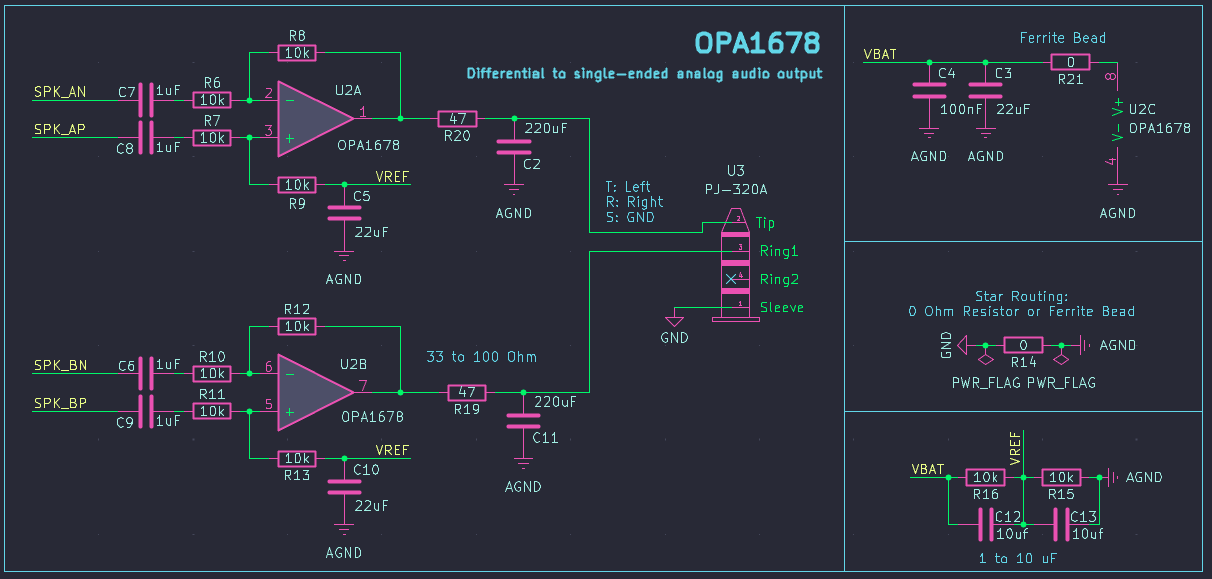 OPA1678
Differential to single-ended analog audio output
R8
10k
SPK_AN
C7
1uF
R6
10k
2
U2A
1
OPA1678
SPK_AP
C8
1uF
R7
10k
3
10k
R9
VREF
C5
22uF
AGND
47
R20
220uF
C2
AGND
T: Left
R: Right
S: GND
U3
PJ-320A
2
Tip
3
Ring1
4
Ring2
1
Sleeve
GND
R12
10k
SPK_BN
C6
1uF
R10
10k
6
U2B
7
OPA1678
SPK_BP
C9
1uF
R11
10k
5
10k
R13
VREF
C10
22uF
AGND
33 to 100 Ohm
47
R19
220uF
C11
AGND
Ferrite Bead
VBAT
C4
100nF
AGND
C3
22uF
AGND
0
R21
8
V+
V-
4
U2C
OPA1678
AGND
Star Routing:
0 Ohm Resistor or Ferrite Bead
GND
0
R14
AGND
PWR_FLAG PWR_FLAG
VREF
VBAT
10k
R16
10k
R15
AGND
C12
10uf
C13
10uf
1 to 10 uF